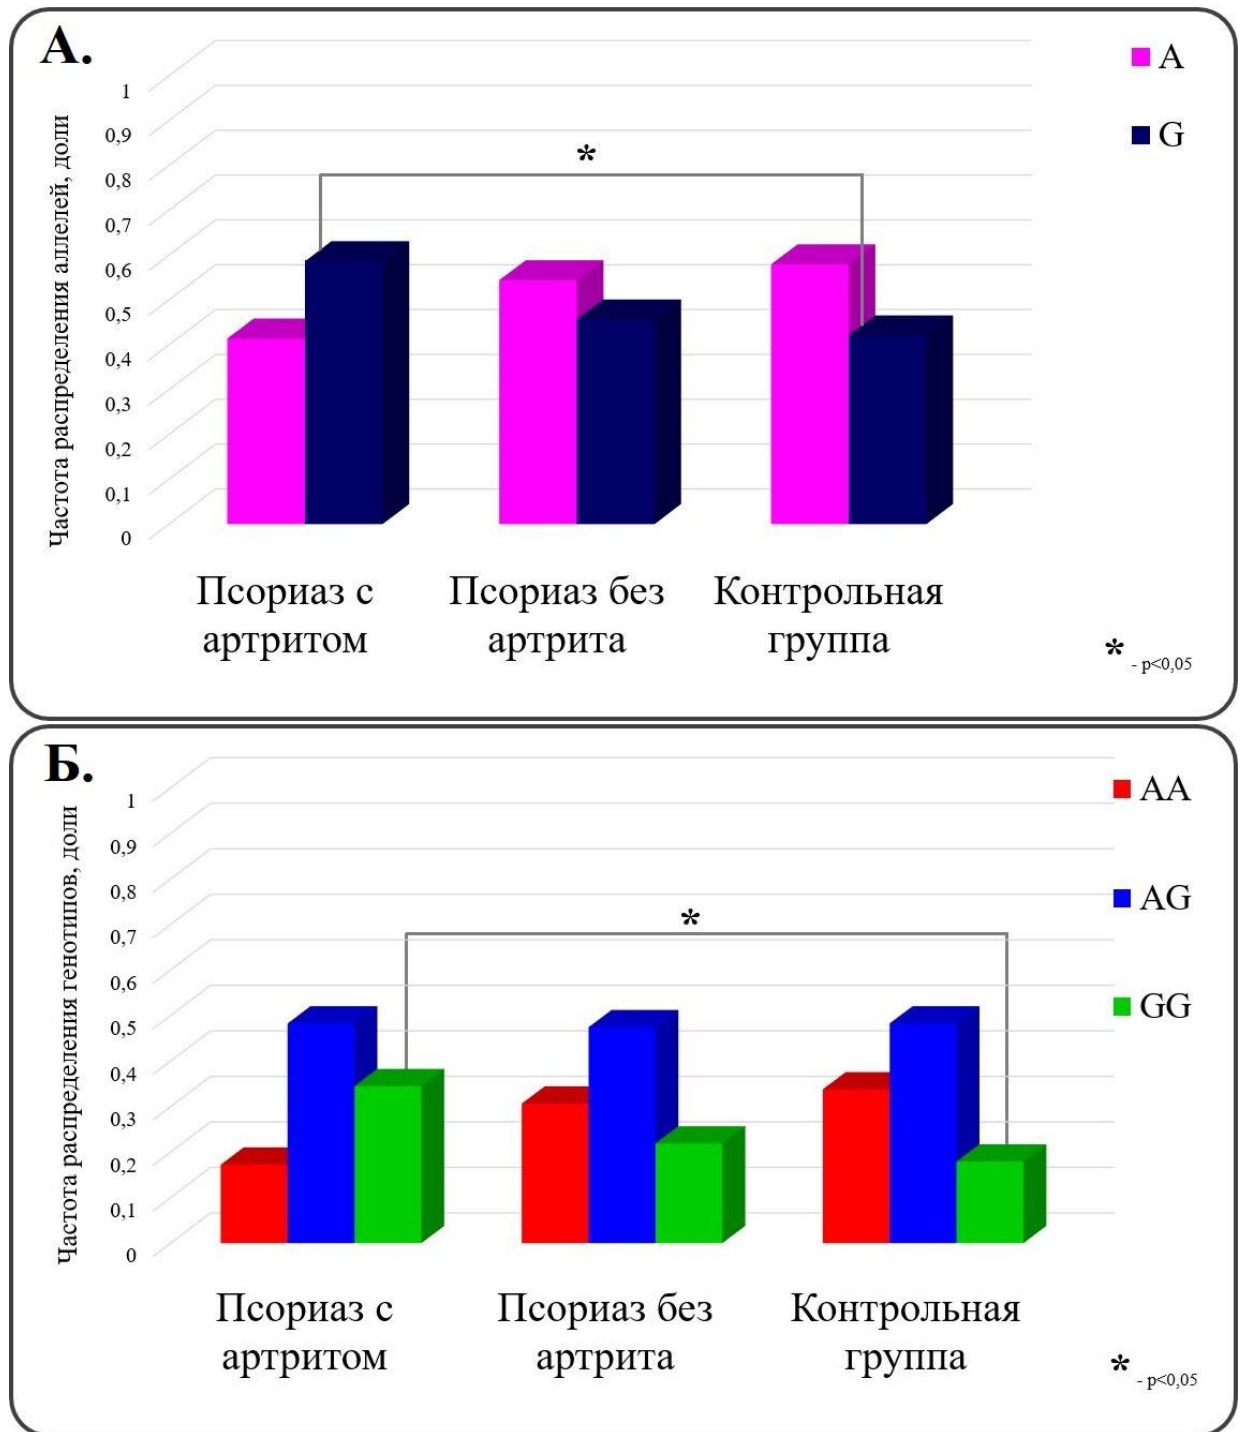 А.
A
G
Частота распределения аллелей, доли
1
0,9
0,8
0,7
0,6
0,5
0,4
0,3
0,2
0,1
0
*
Псориаз с
артритом
Псориаз без
артрита
Контрольная
группа
* - p<0,05
Б.
AA
AG
GG
Частота распределения генотипов, доли
1
0,9
0,8
0,7
0,6
0,5
0,4
0,3
0,2
0,1
0
*
Псориаз с
артритом
Псориаз без
артрита
Контрольная
группа
* - p<0,05